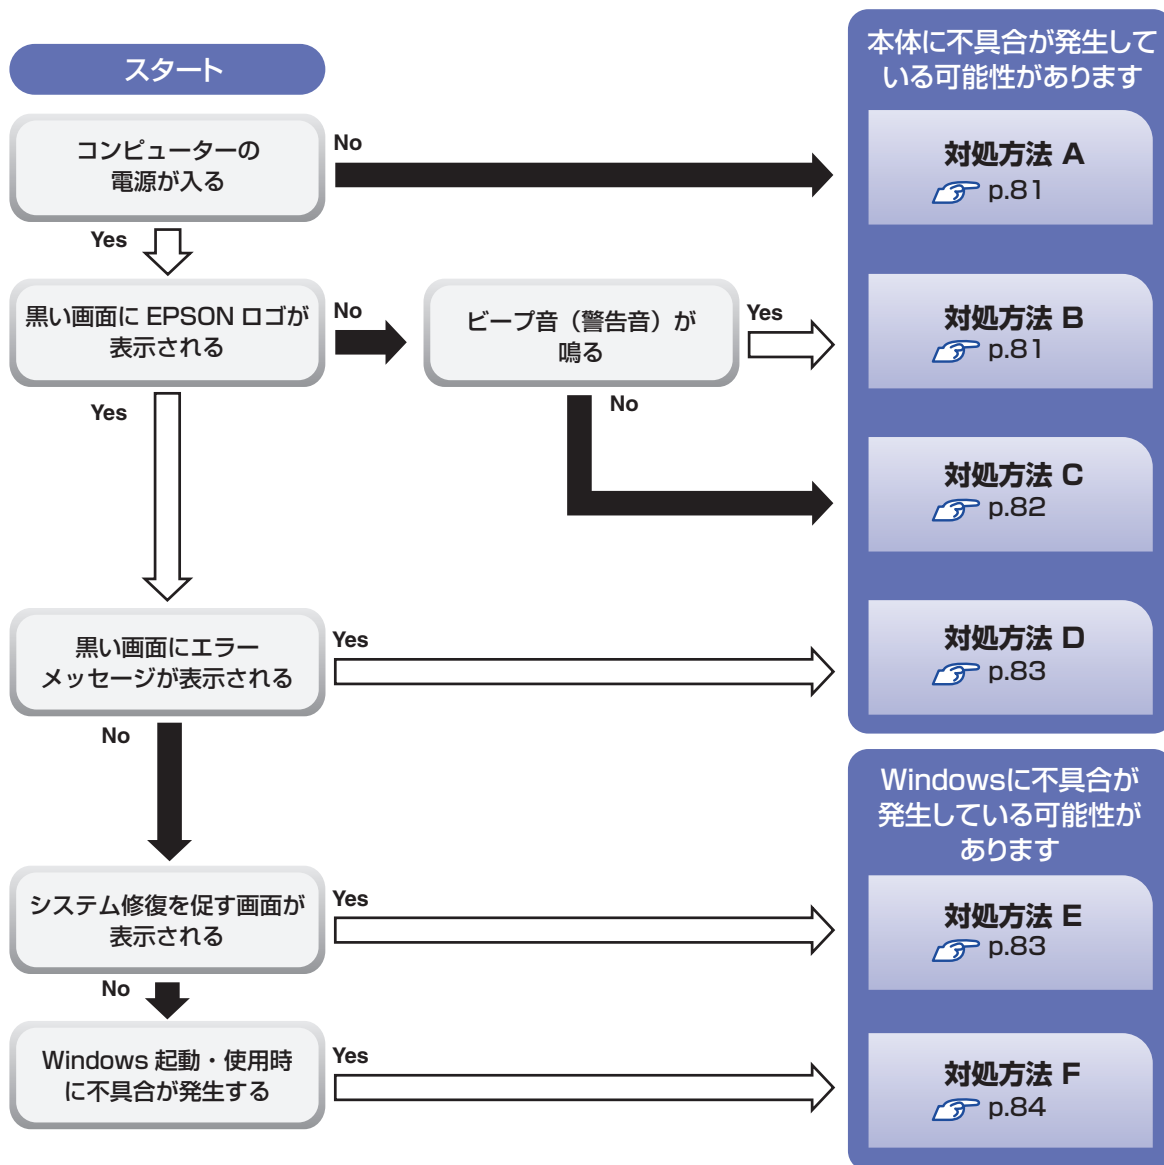 スタート
コンピューターの
電源が入る
No
Yes
黒い画面に EPSON ロゴが
表示される
No
ビープ音（警告音）が
鳴る
Yes
No
Yes
黒い画面にエラー
メッセージが表示される
Yes
No
システム修復を促す画面が
表示される
Yes
No
Windows 起動・使用時
に不具合が発生する
Yes
本体に不具合が発生して
いる可能性があります
対処方法 A
p.81
対処方法 B
p.81
対処方法 C
p.82
対処方法 D
p.83
Windowsに不具合が
発生している可能性が
あります
対処方法 E
p.83
対処方法 F
p.84